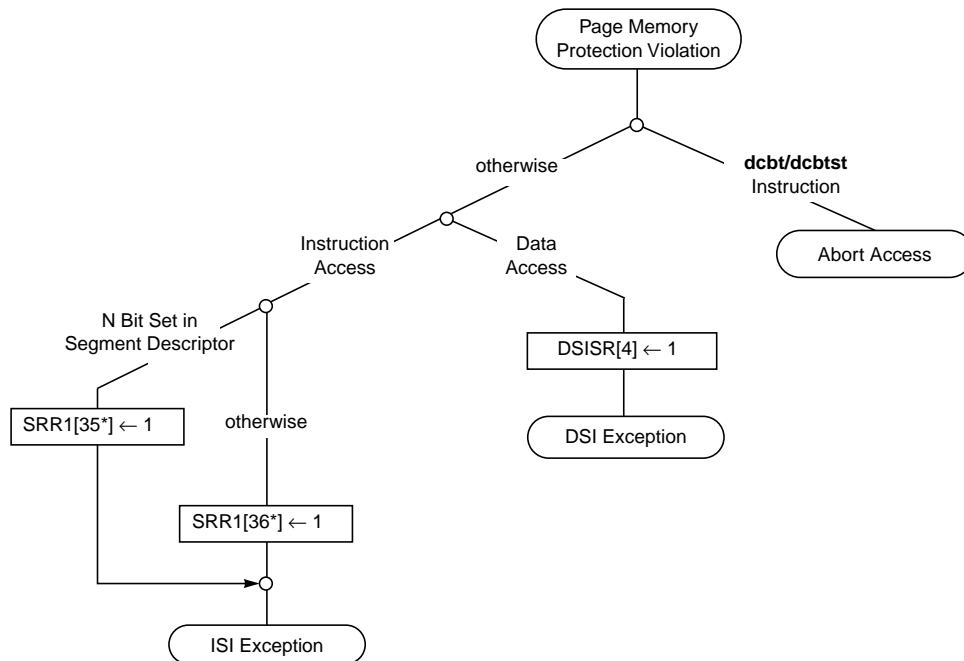 Page Memory
Protection Violation
otherwise
dcbt/dcbtst
Instruction
Abort Access
Instruction
Access
Data
Access
N Bit Set in
Segment Descriptor
DSISR[4] ← 1
SRR1[35*] ← 1
otherwise
DSI Exception
SRR1[36*] ← 1
ISI Exception